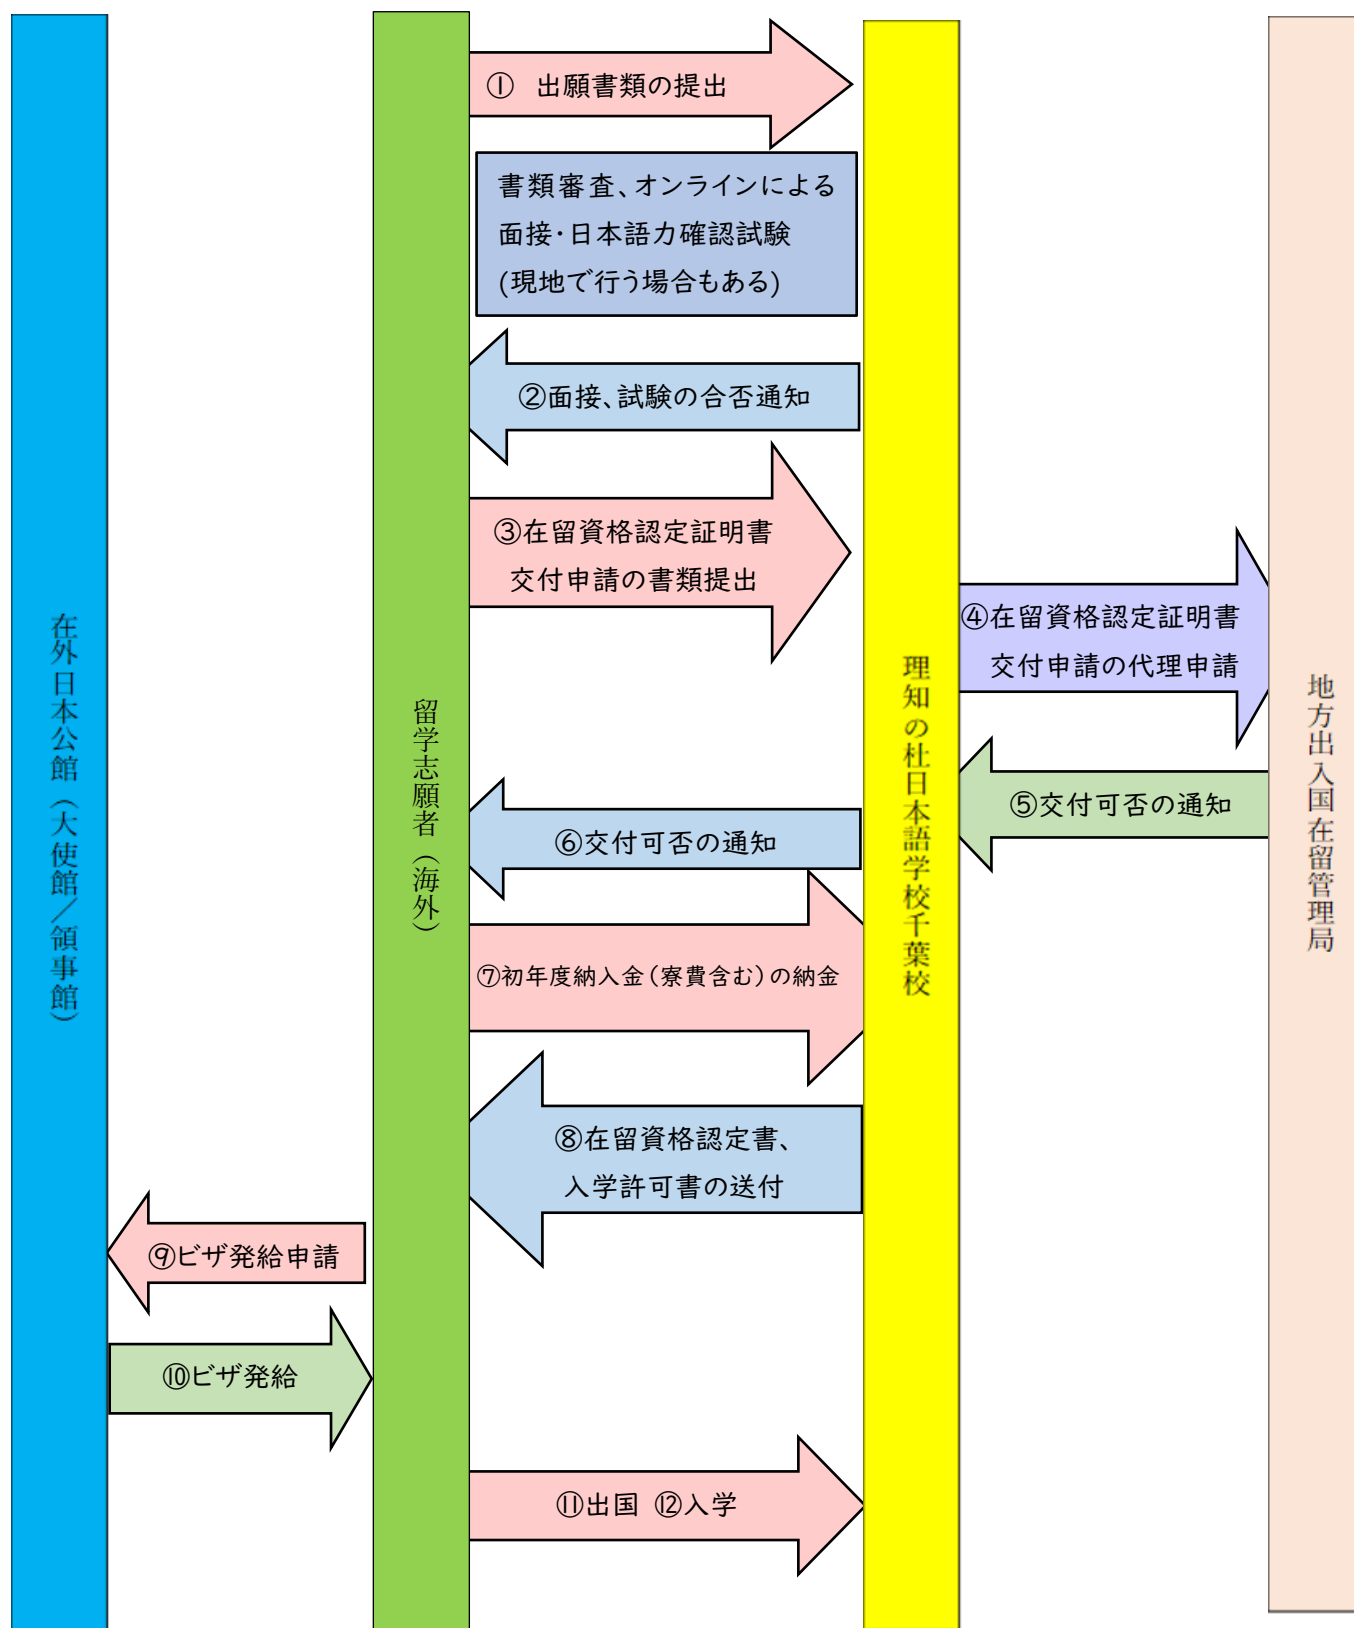 ① 出願書類の提出
書類審査、オンラインによる
面接・日本語力確認試験
(現地で行う場合もある)
②面接、試験の合否通知
③在留資格認定証明書
交付申請の書類提出
④在留資格認定証明書
交付申請の代理申請
⑤交付可否の通知
⑥交付可否の通知
⑦初年度納入金(寮費含む)の納金
⑧在留資格認定書、
入学許可書の送付
⑨ビザ発給申請
⑩ビザ発給
⑪出国 ⑫入学
在外日本公館（大使館／領事館）
留学志願者（海外）
理知の杜日本語学校千葉校
地方出入国在留管理局